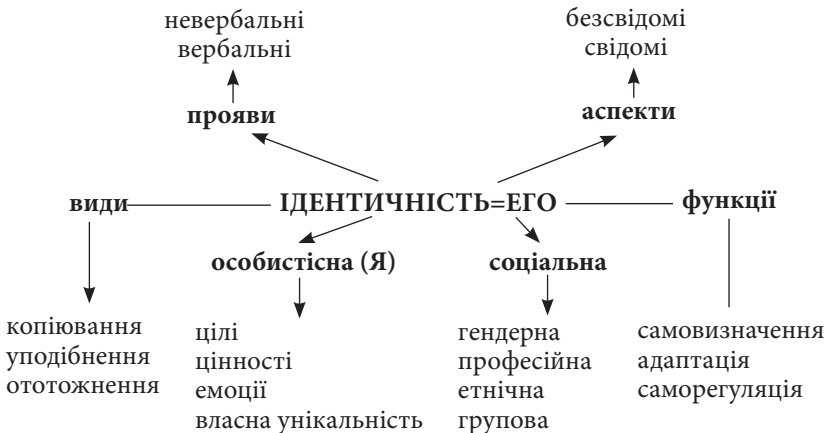 невербальні
вербальні
безсвідомі
свідомі
прояви
аспекти
види
ІДЕНТИЧНІСТЬ=ЕГО
функції
особистісна (Я)
соціальна
копіювання
уподібнення
ототожнення
цілі
цінності
емоції
власна унікальність
гендерна
професійна
етнічна
групова
самовизначення
адаптація
саморегуляція